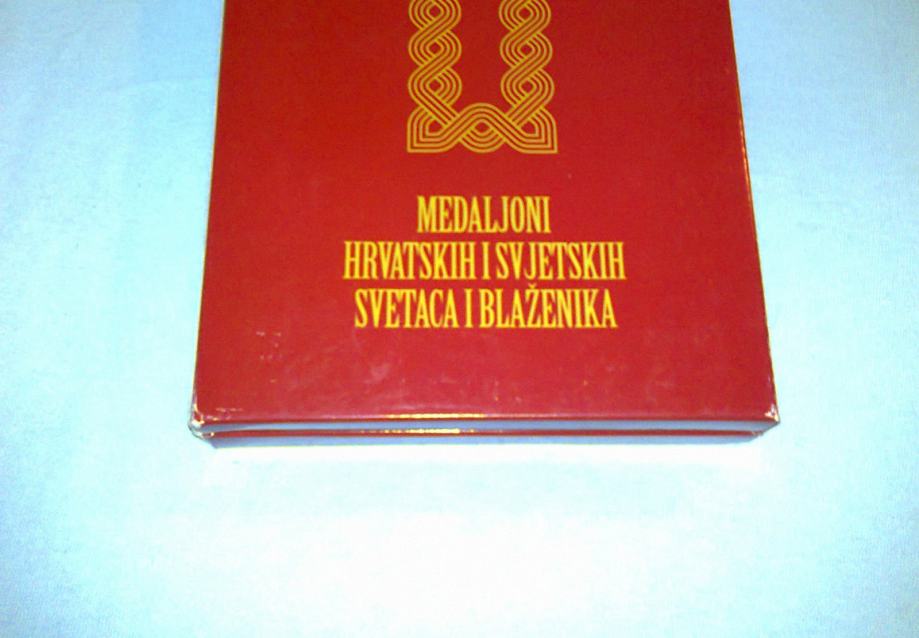 MEDALJONI
HRVATSKIH I SVJETSKIH
SVETACA I BLAŽENIKA